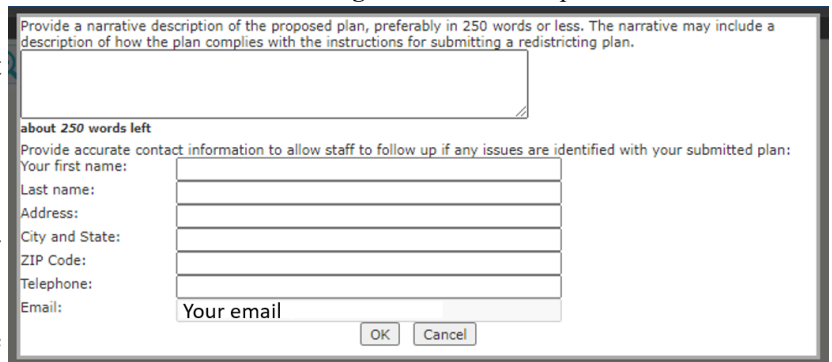 Provide a narrative description of the proposed plan, preferably in 250 words or less. The narrative may include a
description of how the plan complies with the instructions for submitting a redistricting plan.
about 250 words left
Provide accurate contact information to allow staff to follow up if any issues are identified with your submitted plan:
Your first name:
Last name:
Address:
City and State:
ZIP Code:
Telephone:
Email: Your email
OK Cancel